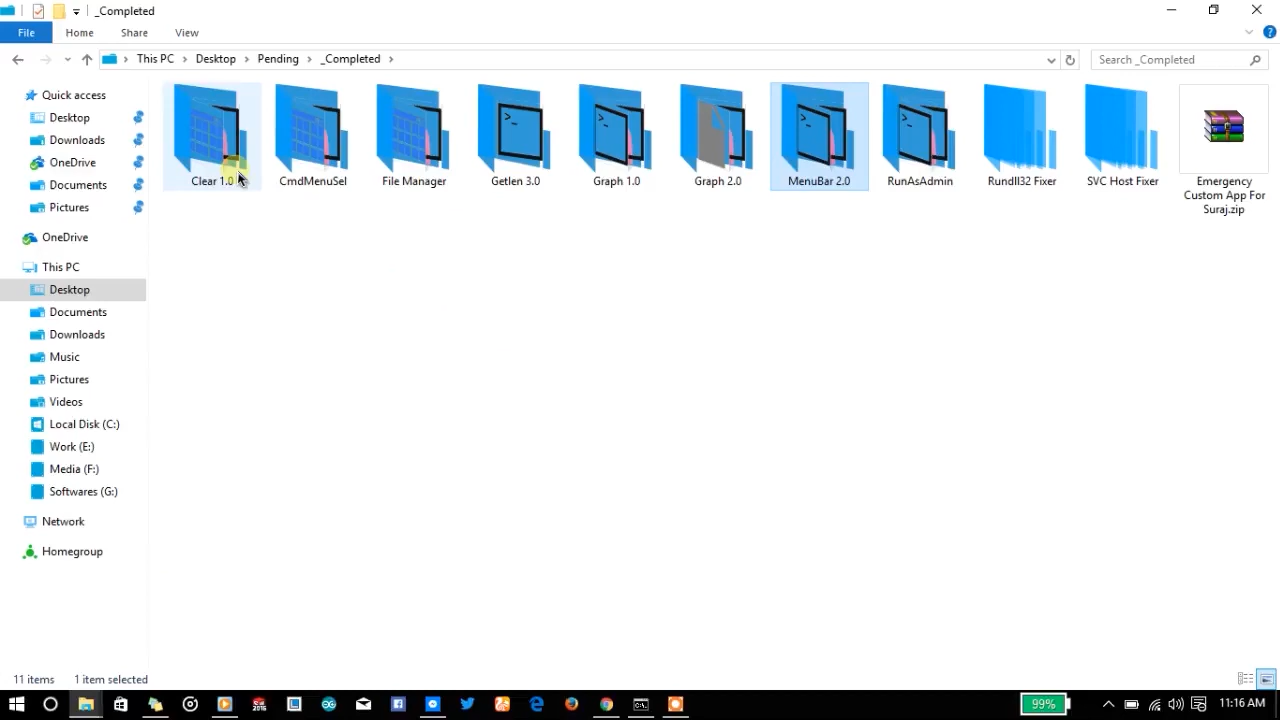 _Completed
File
Home
Share
View
This PC
Desktop
Pending
_Completed
Search _Completed
Quick access
Desktop
Downloads
OneDrive
Documents
Pictures
OneDrive
This PC
Desktop
Documents
Downloads
Music
Pictures
Videos
Local Disk (C:)
Work (E:)
Media (F:)
Softwares (G:)
Network
Homegroup
Clear 1.0
CmdMenuSel
File Manager
Getlen 3.0
Graph 1.0
Graph 2.0
MenuBar 2.0
RunAsAdmin
Rundll32 Fixer
SVC Host Fixer
Emergency
Custom App For
Suraj.zip
11 items
1 item selected
99%
11:16 AM